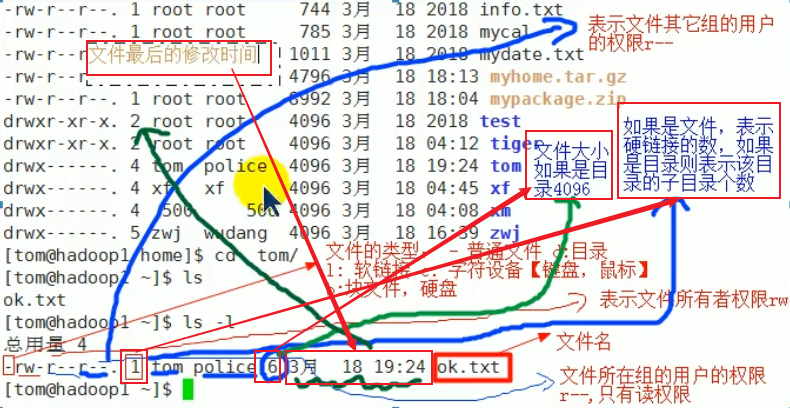 -rw-r--r--. 1 root root 744 3月 18 2018 info.txt
-rw-r--r--. 1 root root 785 3月 18 2018 mycal
表示文件其它组的用户
的权限r--
文件最后的修改时间
1011 3月 18 2018 mydate.txt
4796 3月 18 18:13 myhome.tar.gz
-rw-r--r--. 1 root root 8992 3月 18 18:04 mypackage.zip
drwxr-xr-x. 2 root root 4096 3月 18 2018 test
drwxr-xr-x. 2 root root 4096 3月 18 04:12 tiger
drwx------. 4 tom police 4096 3月 18 19:24 tom
drwx------. 4 xf xf 4096 3月 18 04:45 xf
drwx------. 4 500 4096 3月 18 04:08 xm
drwx------. 5 zwj wudang 4096 3月 18 16:39 zwj
文件大小
如果是目
录4096
如果是文件，表示
硬链接的数，如果
是目录则表示该目
录的子目录个数
[tom@hadoop1 home]$ cd tom/
文件的类型： - 普通文件 d:目录
l: 软链接 c: 字符设备【键盘，鼠标】
块文件，硬盘
[tom@hadoop1 ~]$ ls
ok.txt
表示文件所有者权限rw
[tom@hadoop1 ~]$ ls -l
总用量 4
文件名
-rw-r--r--. 1 tom police 6 3月 18 19:24 ok.txt
[tom@hadoop1 ~]$
文件所在组的用户的权限
r--,只有读权限